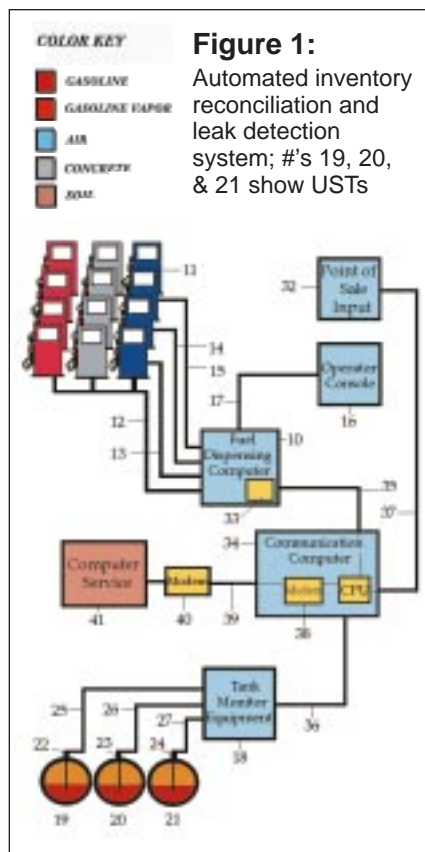 COLOR KEY
GASOLINE
GASOLINE VAPOR
AIR
CONCRETE
SOIL
Figure 1:
Automated inventory
reconciliation and
leak detection
system; #'s 19, 20,
& 21 show USTs
11
14
15
12
13
17
10
Fuel
Dispensing
Computer
33
32
Point of
Sale
Input
Operator
Console
16
35
37
34
Communication
Computer
Modem
CPU
38
Computer
Service
41
Modem
40
39
36
Tank
Monitor
Equipment
18
25
26
27
22
23
24
19
20
21